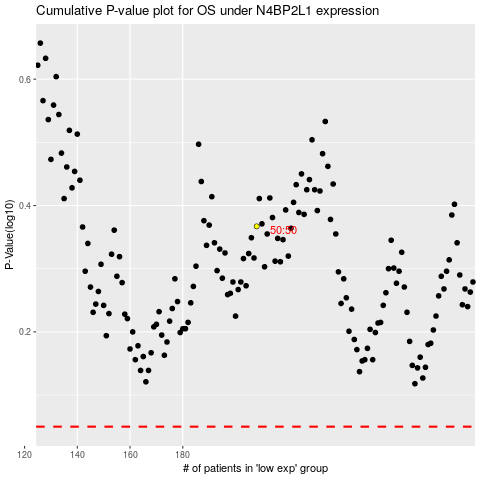 Cumulative P-value plot for OS under N4BP2L1 expression
P-Value(log10)
0.6
0.4
0.2
50:50
120 140 160 180
# of patients in 'low exp' group